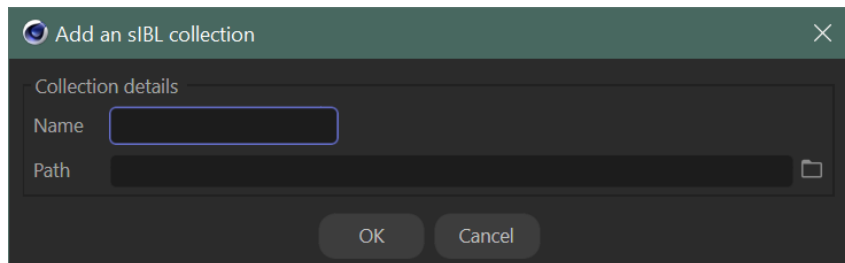 Add an sIBL collection
Collection details
Name
Path
OK Cancel